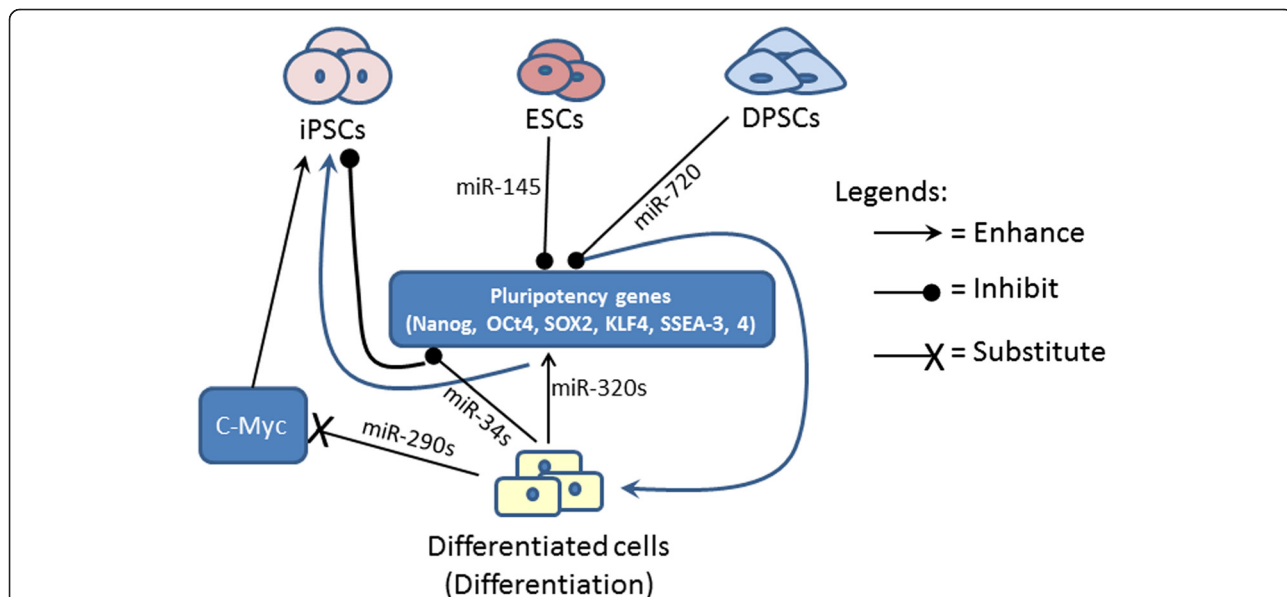 iPSCs
ESCs
DPSCs
miR-145
miR-720
Legends:
= Enhance
= Inhibit
= Substitute
Pluripotency genes
(Nanog, OCt4, SOX2, KLF4, SSEA-3, 4)
miR-320s
miR-34s
C-Myc
miR-290s
Differentiated cells
(Differentiation)